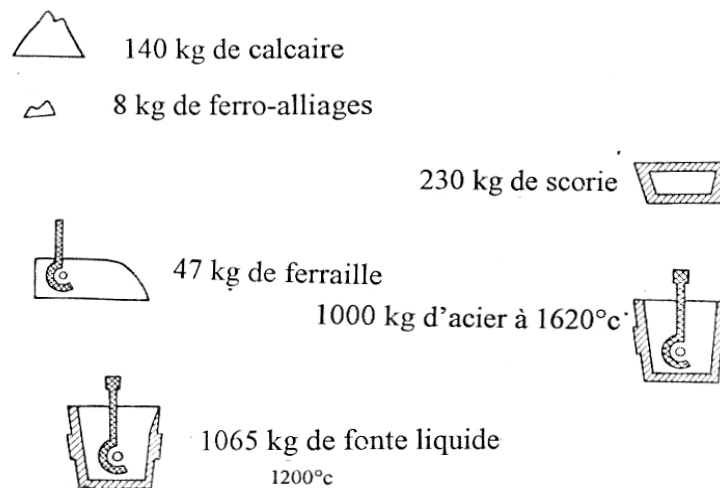 140 kg de calcaire
8 kg de ferro-alliages
230 kg de scorie
47 kg de ferraille
1000 kg d'acier à 1620°c
1065 kg de fonte liquide
1200°c